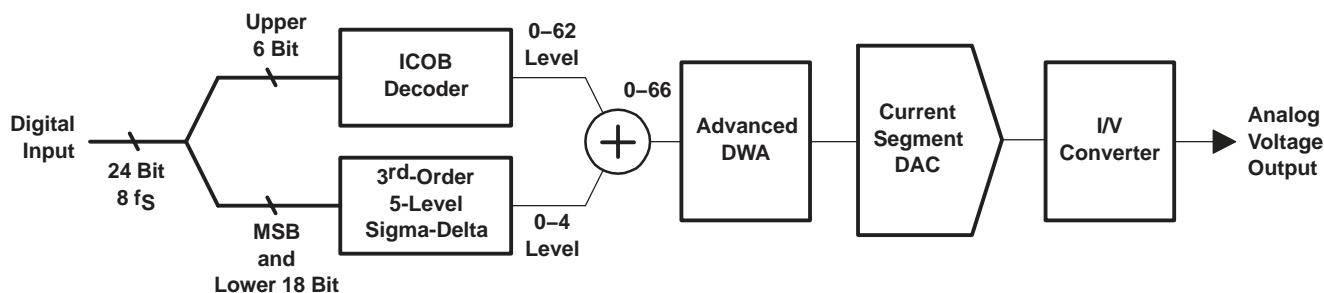 Digital
Input
24 Bit
8 fS
Upper
6 Bit
ICOB
Decoder
0–62
Level
MSB
and
Lower 18 Bit
3rd-Order
5-Level
Sigma-Delta
0–4
Level
+
0–66
Advanced
DWA
Current
Segment
DAC
I/V
Converter
Analog
Voltage
Output